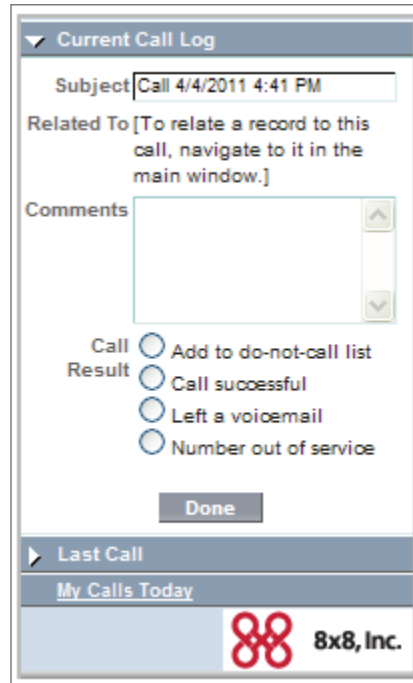 Current Call Log
Subject Call 4/4/2011 4:41 PM
Related To [To relate a record to this
call, navigate to it in the
main window.]
Comments
Call Add to do-not-call list
Result Call successful
Left a voicemail
Number out of service
Done
Last Call
My Calls Today
8x8, Inc.